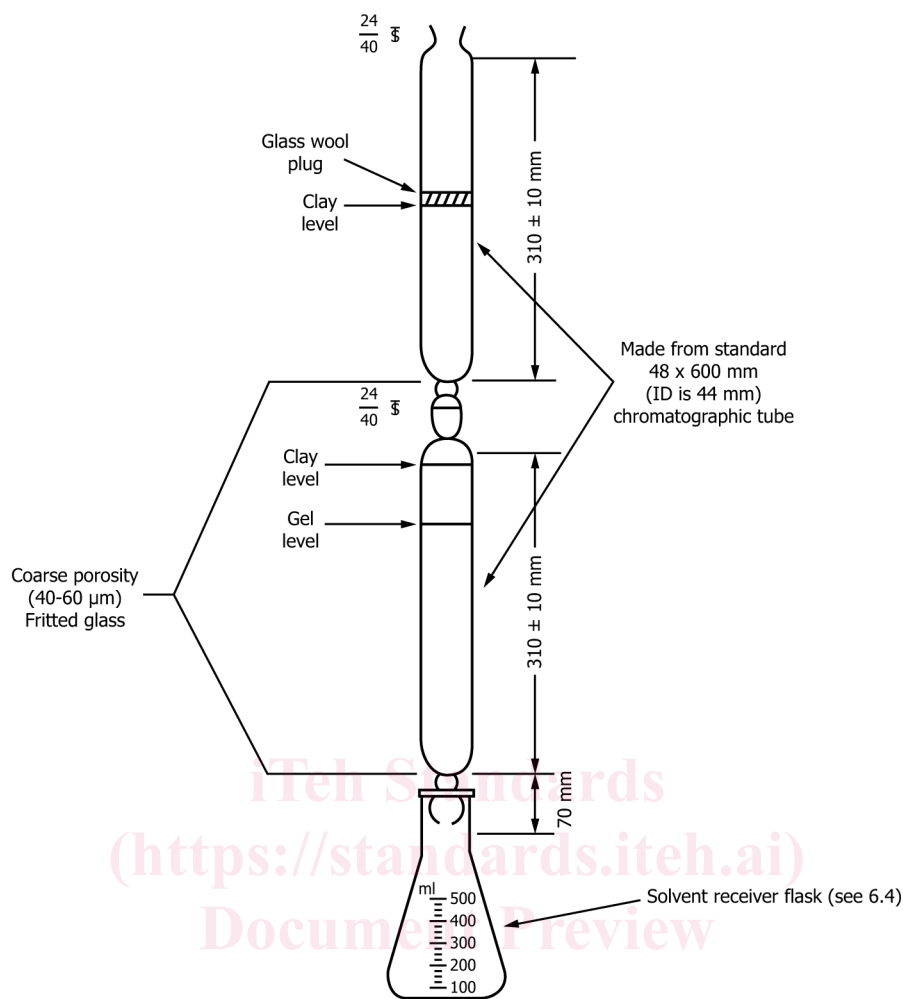 24
40 T̄S
Glass wool
plug
Clay
level
310 ± 10 mm
Made from standard
48 x 600 mm
(ID is 44 mm)
chromatographic tube
24
40 T̄S
Clay
level
Gel
level
310 ± 10 mm
Coarse porosity
(40-60 µm)
Fritted glass
iTeh Standards
70 mm
(https://standards.iteh.ai)
Document Preview
ml
500
400
300
200
100
Solvent receiver flask (see 6.4)